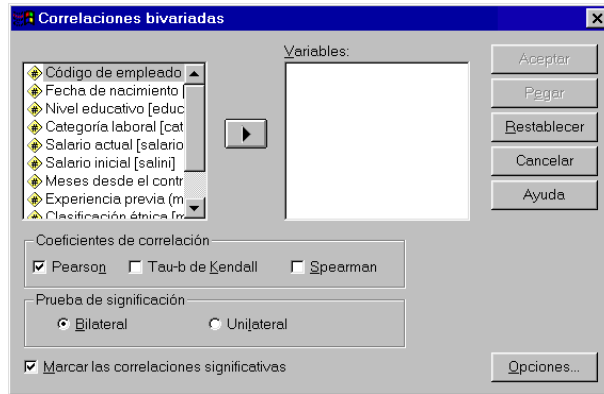 Correlaciones bivariadas
Variables:
Código de empleado
Fecha de nacimiento [
Nivel educativo [educ
Categoría laboral [cat
Salario actual [salario
Salario inicial [salini]
Meses desde el contr
Experiencia previa (m
Clasificación étnica [m
Aceptar
Pegar
Restablecer
Cancelar
Ayuda
Coeficientes de correlación
Pearson Tau-b de Kendall Spearman
Prueba de significación
Bilateral Unilateral
Marcar las correlaciones significativas
Opciones...